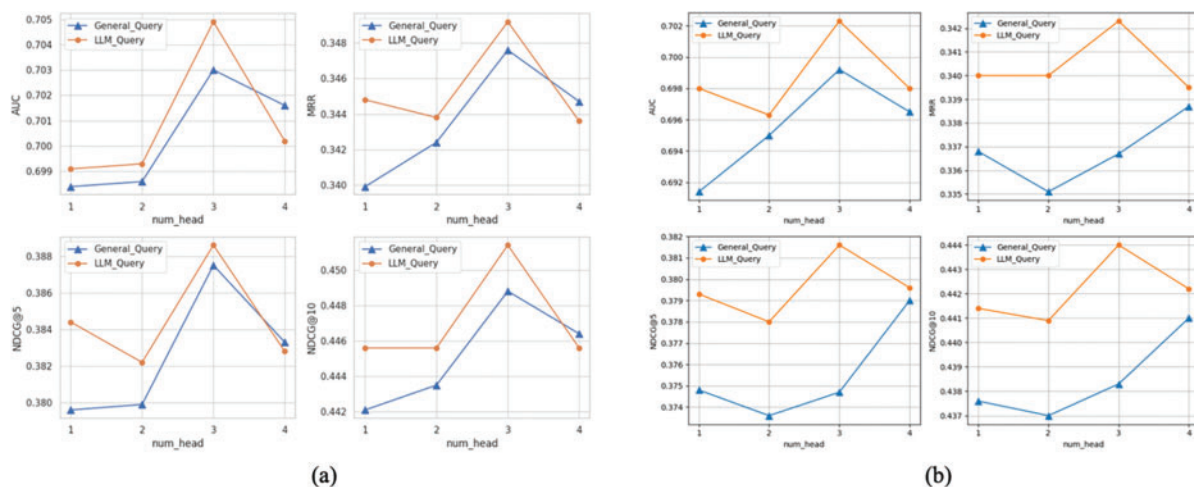 0.705
0.704
0.703
0.702
0.701
0.700
0.699
AUC
General_Query
LLM_Query
1 2 3 4
num_head
0.348
0.346
0.344
0.342
0.340
MRR
General_Query
LLM_Query
1 2 3 4
num_head
0.388
0.386
0.384
0.382
0.380
NDCG@5
General_Query
LLM_Query
1 2 3 4
num_head
0.450
0.448
0.446
0.444
0.442
NDCG@10
General_Query
LLM_Query
1 2 3 4
num_head
(a)
0.702
0.700
0.698
0.696
0.694
0.692
AUC
General_Query
LLM_Query
1 2 3 4
num_head
0.342
0.341
0.340
0.339
0.338
0.337
0.336
0.335
MRR
General_Query
LLM_Query
1 2 3 4
num_head
0.382
0.381
0.380
0.379
0.378
0.377
0.376
0.375
0.374
NDCG@5
General_Query
LLM_Query
1 2 3 4
num_head
0.444
0.443
0.442
0.441
0.440
0.439
0.438
0.437
NDCG@10
General_Query
LLM_Query
1 2 3 4
num_head
(b)